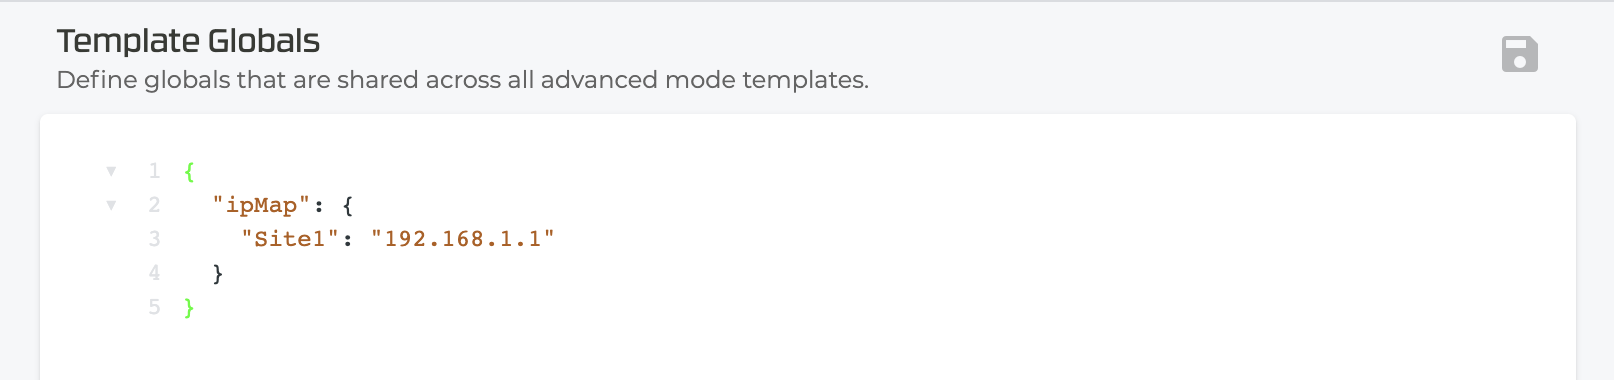 Template Globals
Define globals that are shared across all advanced mode templates.
1 {
2 "ipMap": {
3 "Site1": "192.168.1.1"
4 }
5 }